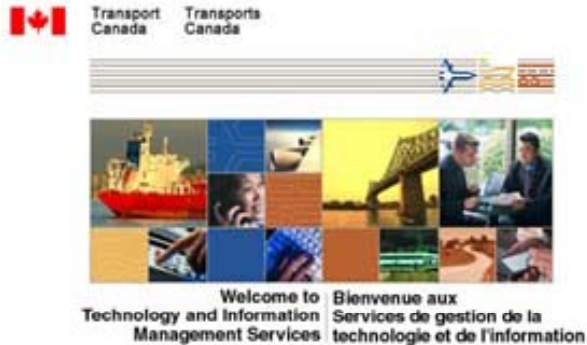 Transport
Canada
Transports
Canada
Welcome to
Technology and Information
Management Services
Bienvenue aux
Services de gestion de la
technologie et de l'information